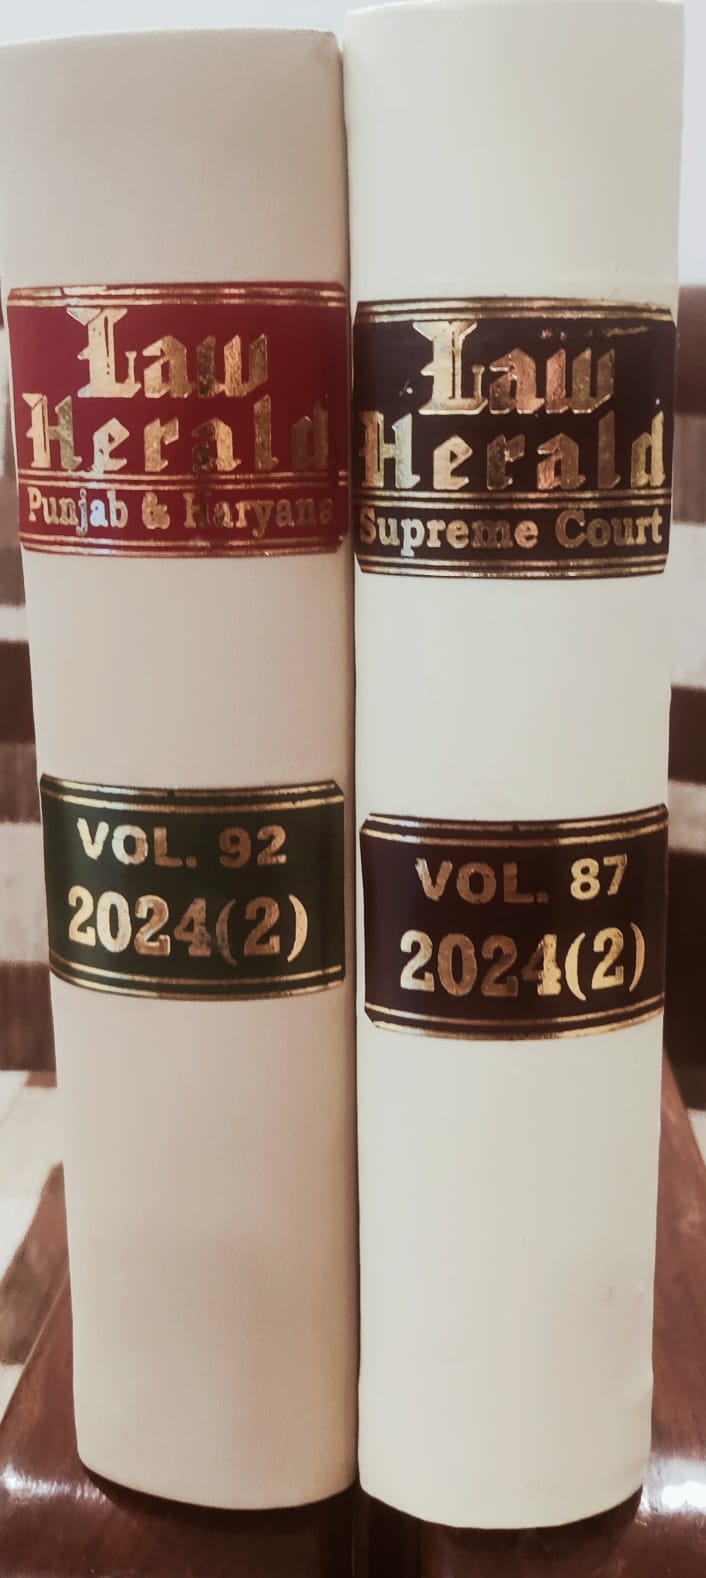 Law
Herald
Punjab & Haryana
VOL. 92
2024(2)
Law
Herald
Supreme Court
VOL. 87
2024(2)